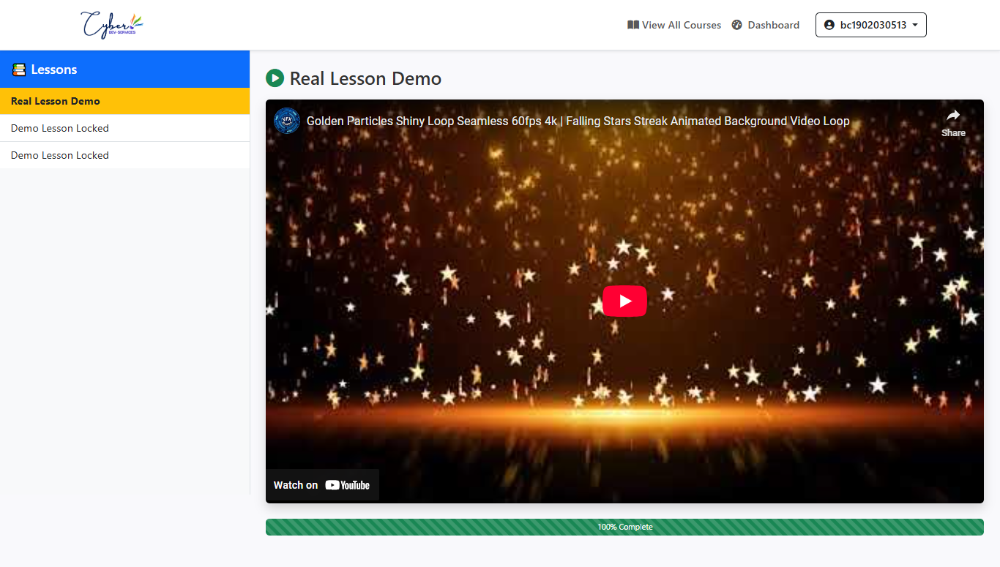 Cyber
DEV-SERVICES
View All Courses
Dashboard
bc1902030513
Lessons
Real Lesson Demo
Demo Lesson Locked
Demo Lesson Locked
Real Lesson Demo
VFX
Golden Particles Shiny Loop Seamless 60fps 4k | Falling Stars Streak Animated Background Video Loop
Share
Watch on YouTube
100% Complete